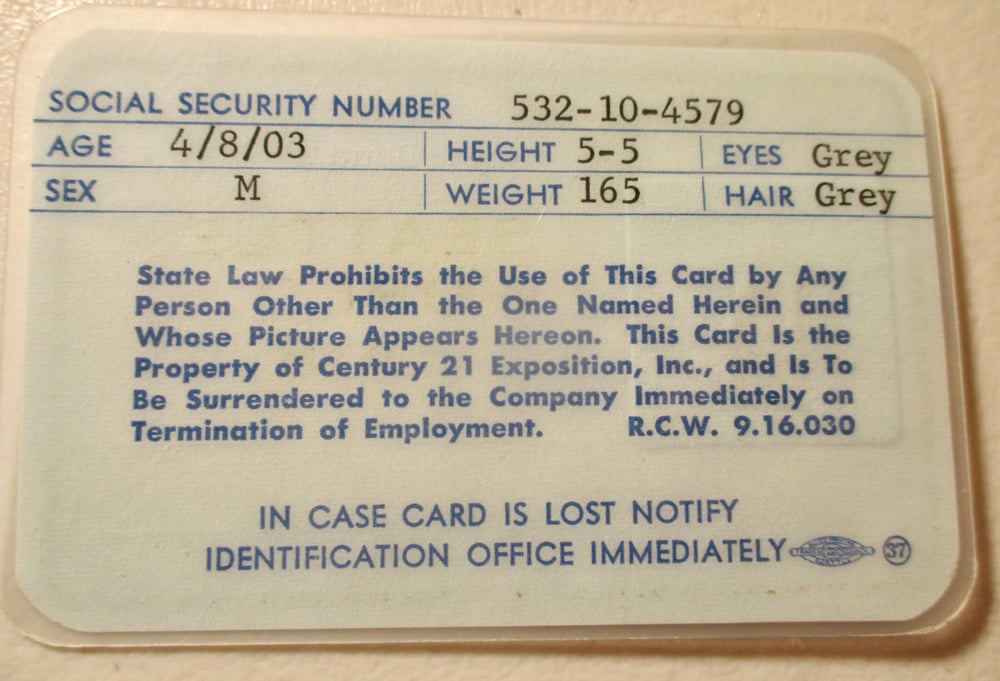 SOCIAL SECURITY NUMBER 532-10-4579
AGE 4/8/03 HEIGHT 5-5 EYES Grey
SEX M WEIGHT 165 HAIR Grey
State Law Prohibits the Use of This Card by Any
Person Other Than the One Named Herein and
Whose Picture Appears Hereon. This Card Is the
Property of Century 21 Exposition, Inc., and Is To
Be Surrendered to the Company Immediately on
Termination of Employment. R.C.W. 9.16.030
IN CASE CARD IS LOST NOTIFY
IDENTIFICATION OFFICE IMMEDIATELY 37